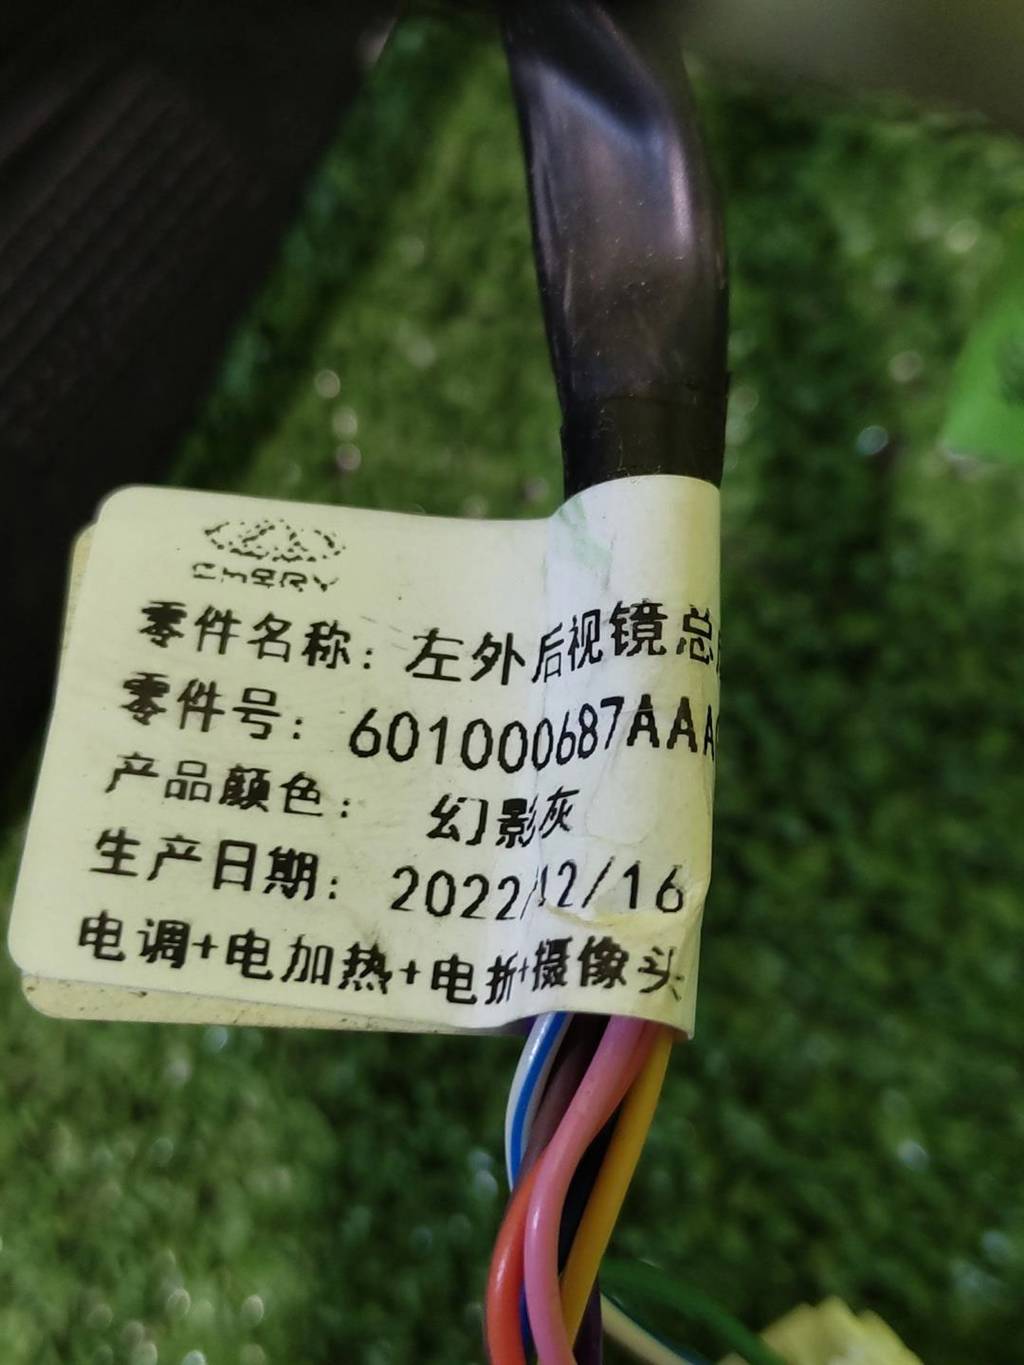 CHERY
零件名称：左外后视镜总
零件号：601000687AAA
产品颜色：幻影灰
生产日期：2022/12/16
电调+电加热+电折+摄像头